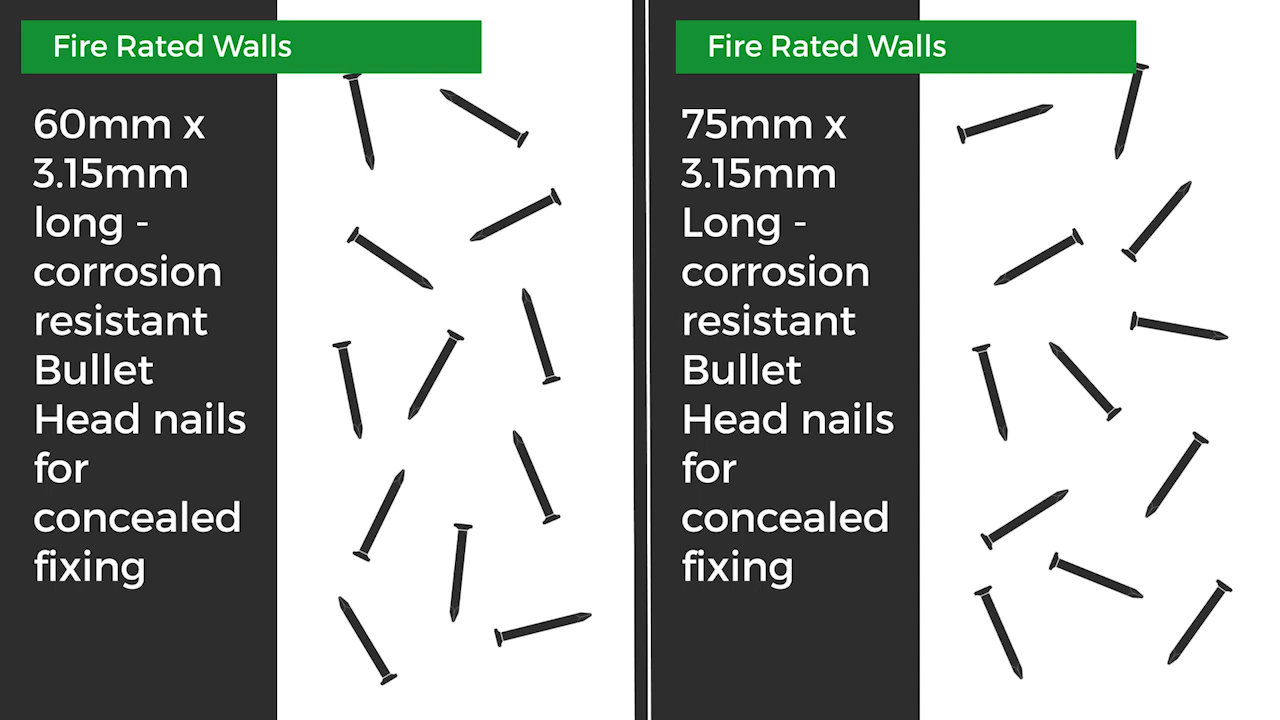 Fire Rated Walls
60mm x
3.15mm
long -
corrosion
resistant
Bullet
Head nails
for
concealed
fixing
Fire Rated Walls
75mm x
3.15mm
Long -
corrosion
resistant
Bullet
Head nails
for
concealed
fixing